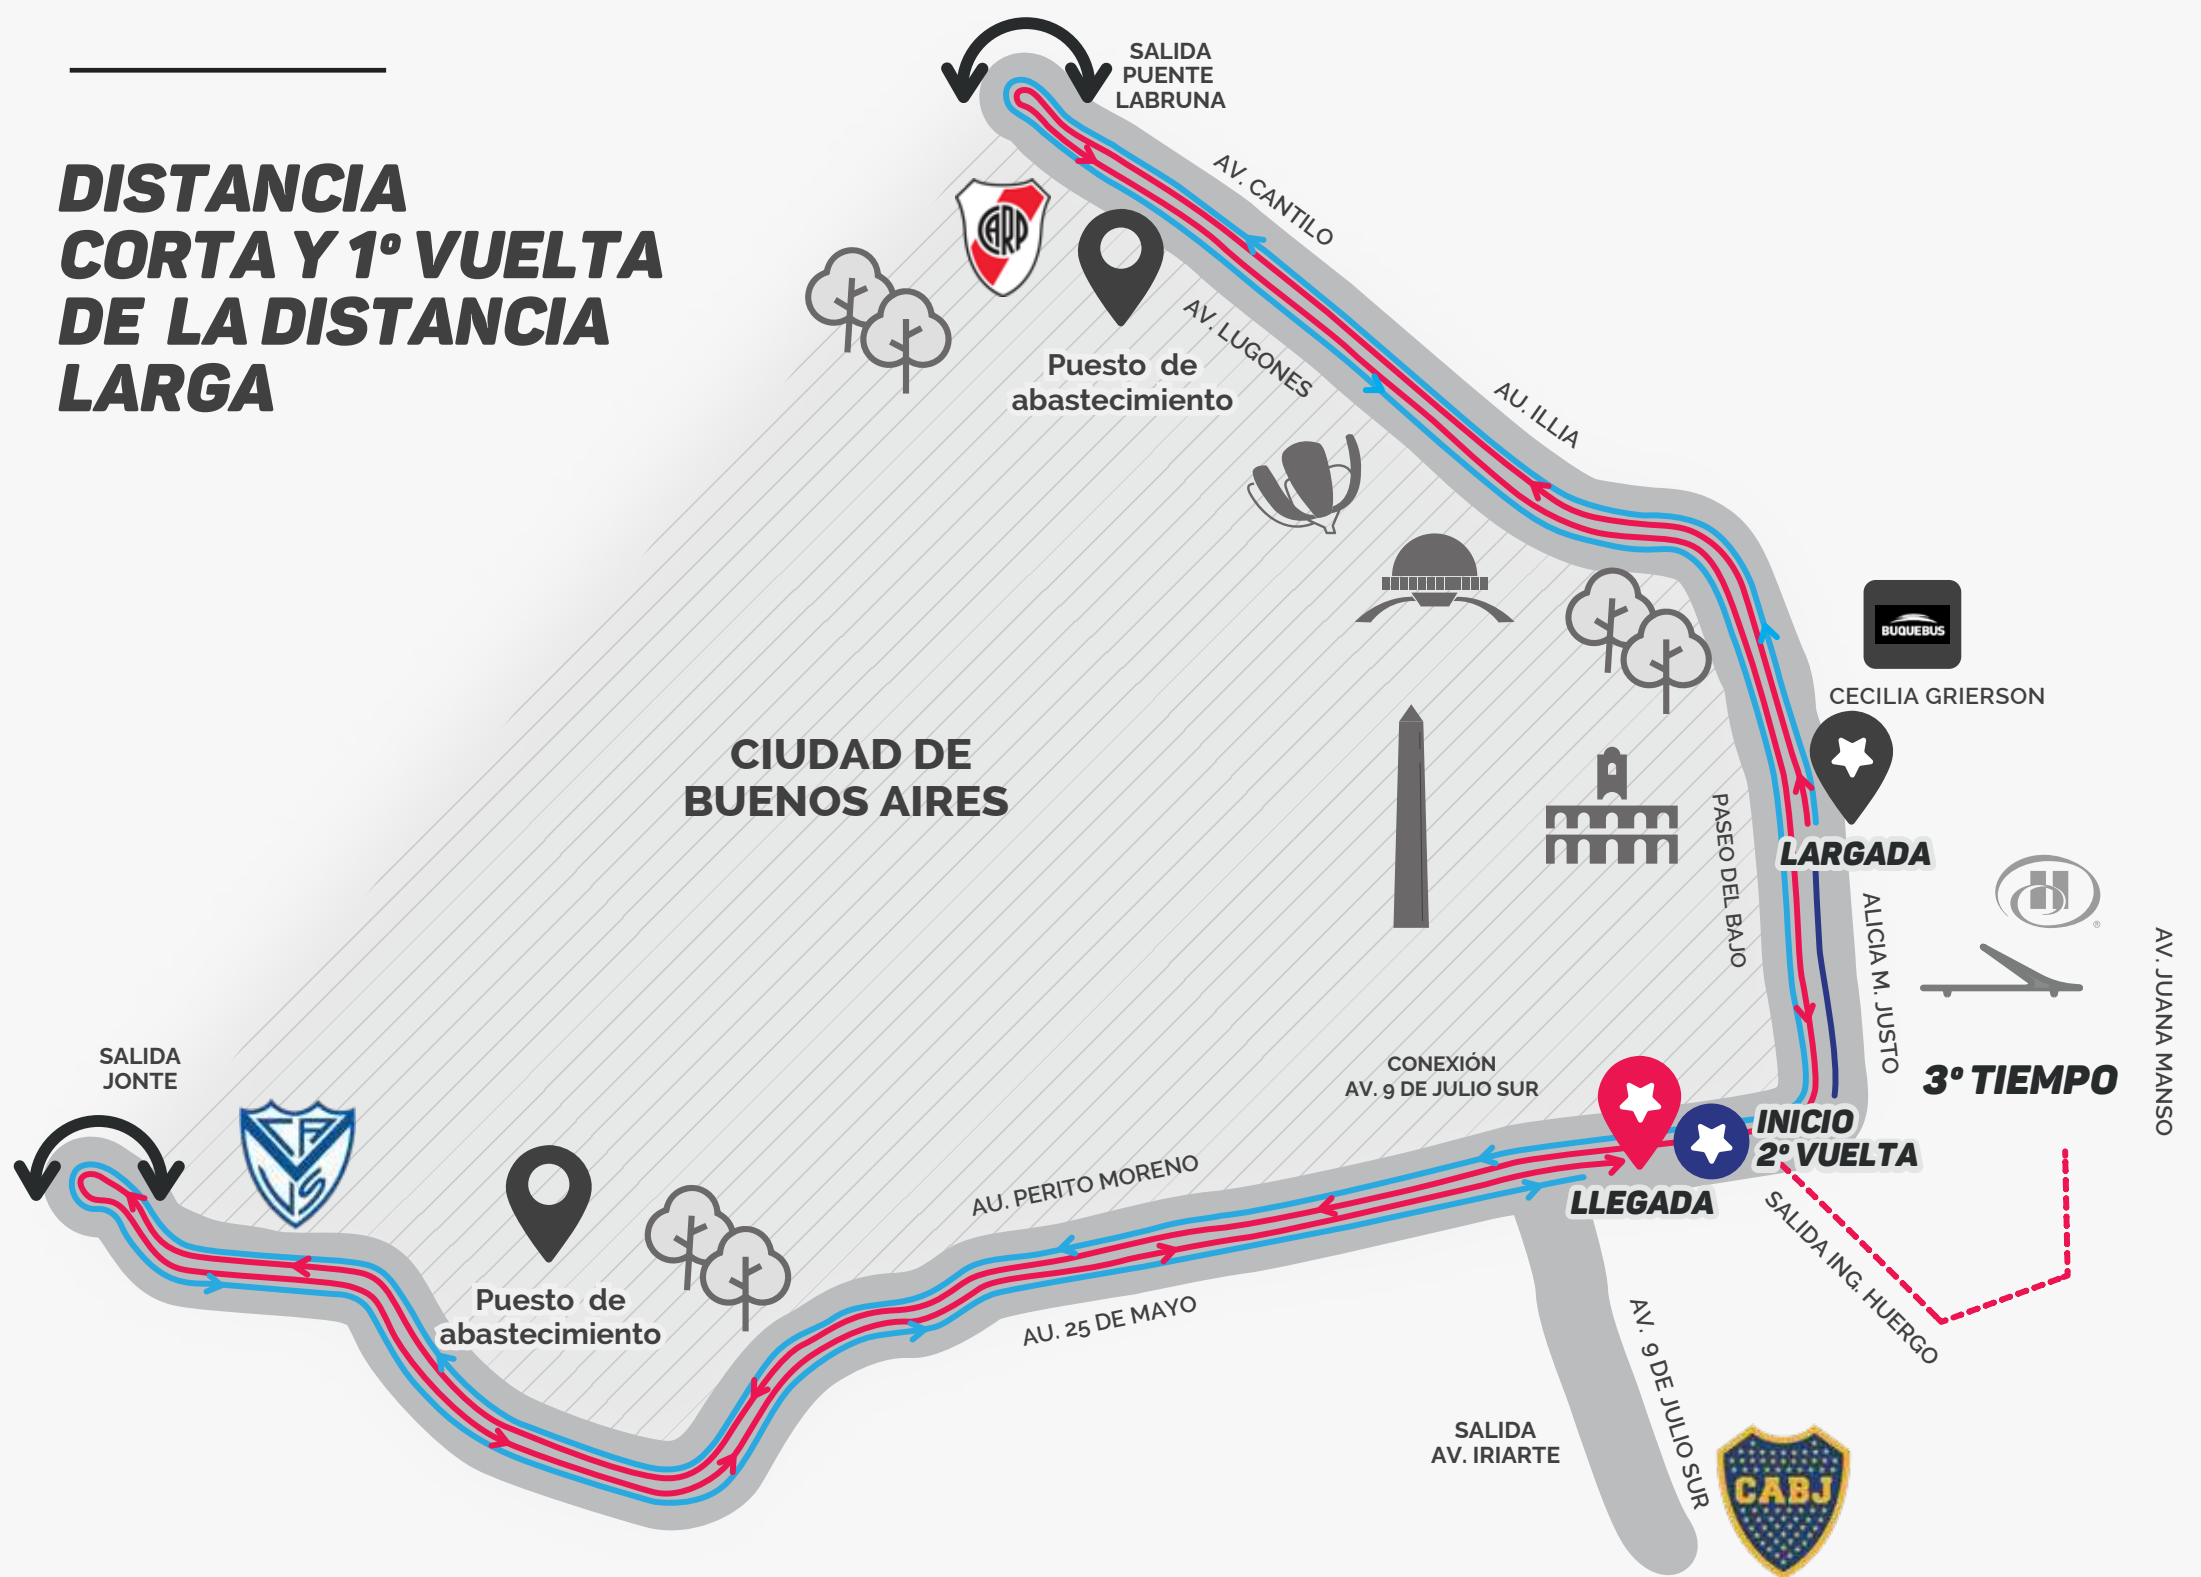 SALIDA
PUENTE
LABRUNA
DISTANCIA
CORTA Y 1º VUELTA
DE LA DISTANCIA
LARGA
AV. CANTILO
CARP
AV. LUGONES
Puesto de
abastecimiento
AU. ILLIA
BUQUEBUS
CECILIA GRIERSON
CIUDAD DE
BUENOS AIRES
PASEO DEL BAJO
LARGADA
ALICIA M. JUSTO
H
®
AV. JUANA MANSO
3º TIEMPO
SALIDA
JONTE
CAVS
CONEXIÓN
AV. 9 DE JULIO SUR
INICIO
2º VUELTA
LLEGADA
AU. PERITO MORENO
SALIDA ING. HUERGO
Puesto de
abastecimiento
AU. 25 DE MAYO
AV. 9 DE JULIO SUR
SALIDA
AV. IRIARTE
CABJ